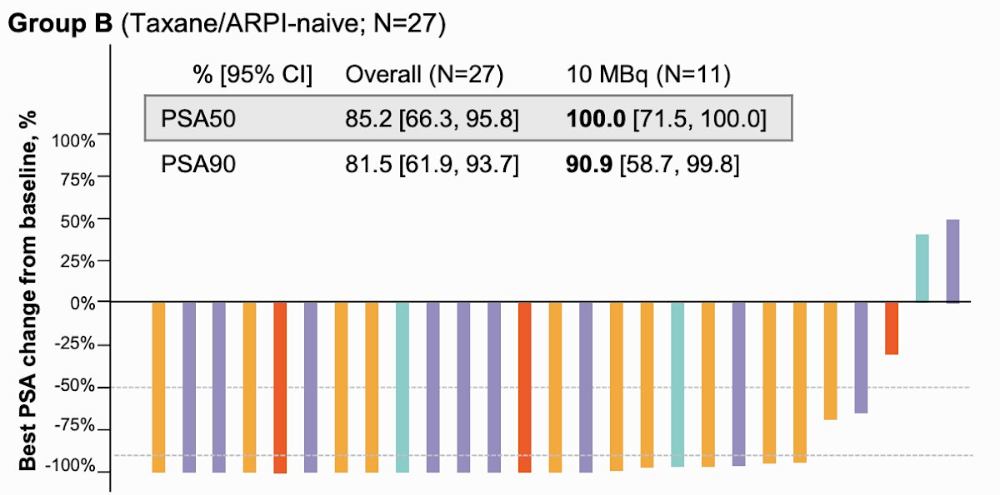 Group B (Taxane/ARPI-naive; N=27)
% [95% CI] Overall (N=27) 10 MBq (N=11)
PSA50 85.2 [66.3, 95.8] 100.0 [71.5, 100.0]
PSA90 81.5 [61.9, 93.7] 90.9 [58.7, 99.8]
Best PSA change from baseline, %
100%
75%
50%
25%
0%
-25%
-50%
-75%
-100%